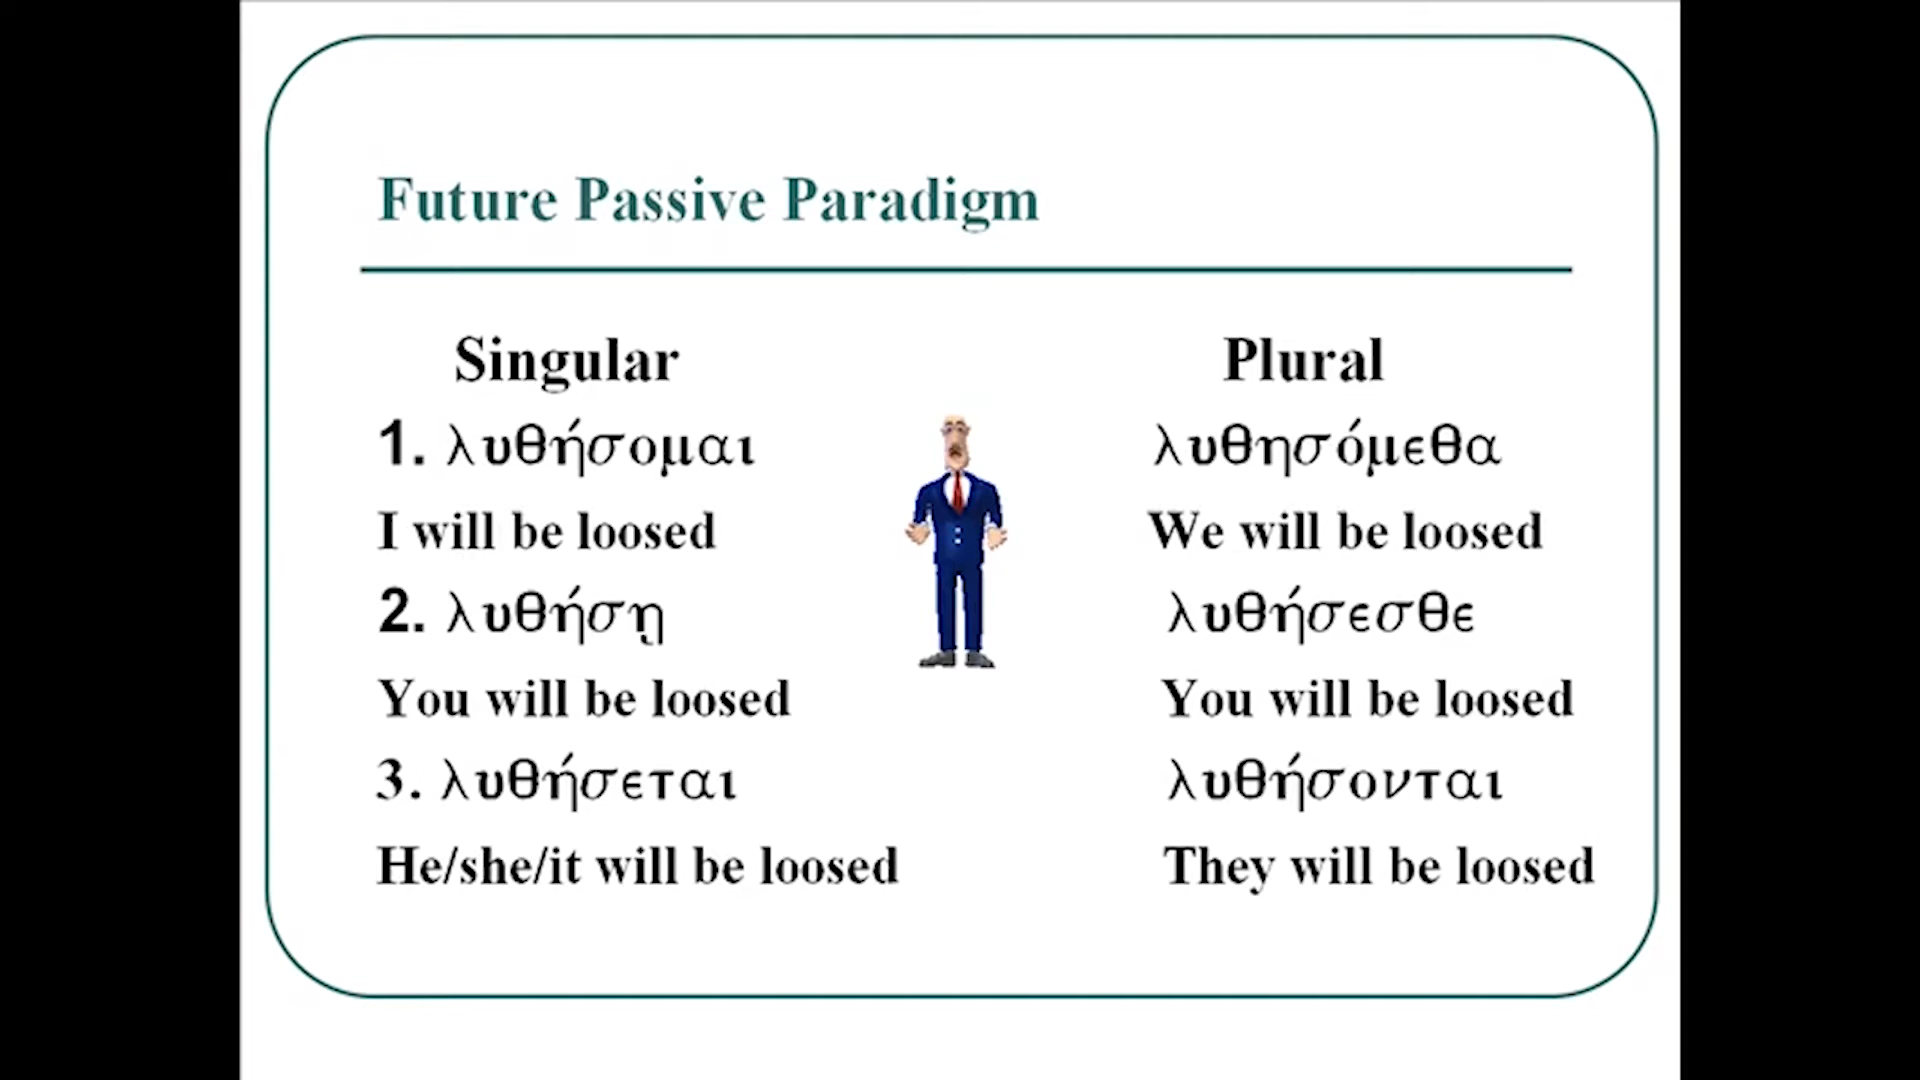 Future Passive Paradigm
Singular Plural
1. λυθήσομαι λυθησόμεθα
I will be loosed We will be loosed
2. λυθήσῃ λυθήσεσθε
You will be loosed You will be loosed
3. λυθήσεται λυθήσονται
He/she/it will be loosed They will be loosed